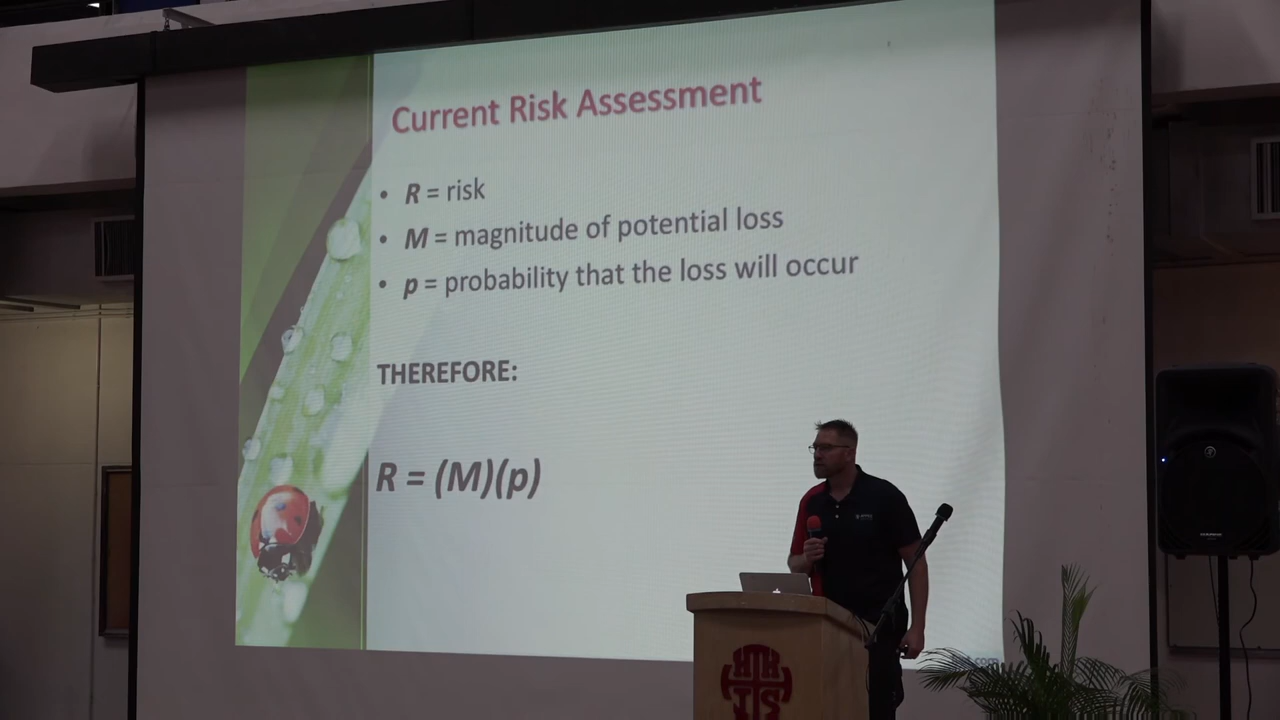 Current Risk Assessment
• R = risk
• M = magnitude of potential loss
• p = probability that the loss will occur
THEREFORE:
R = (M)(p)